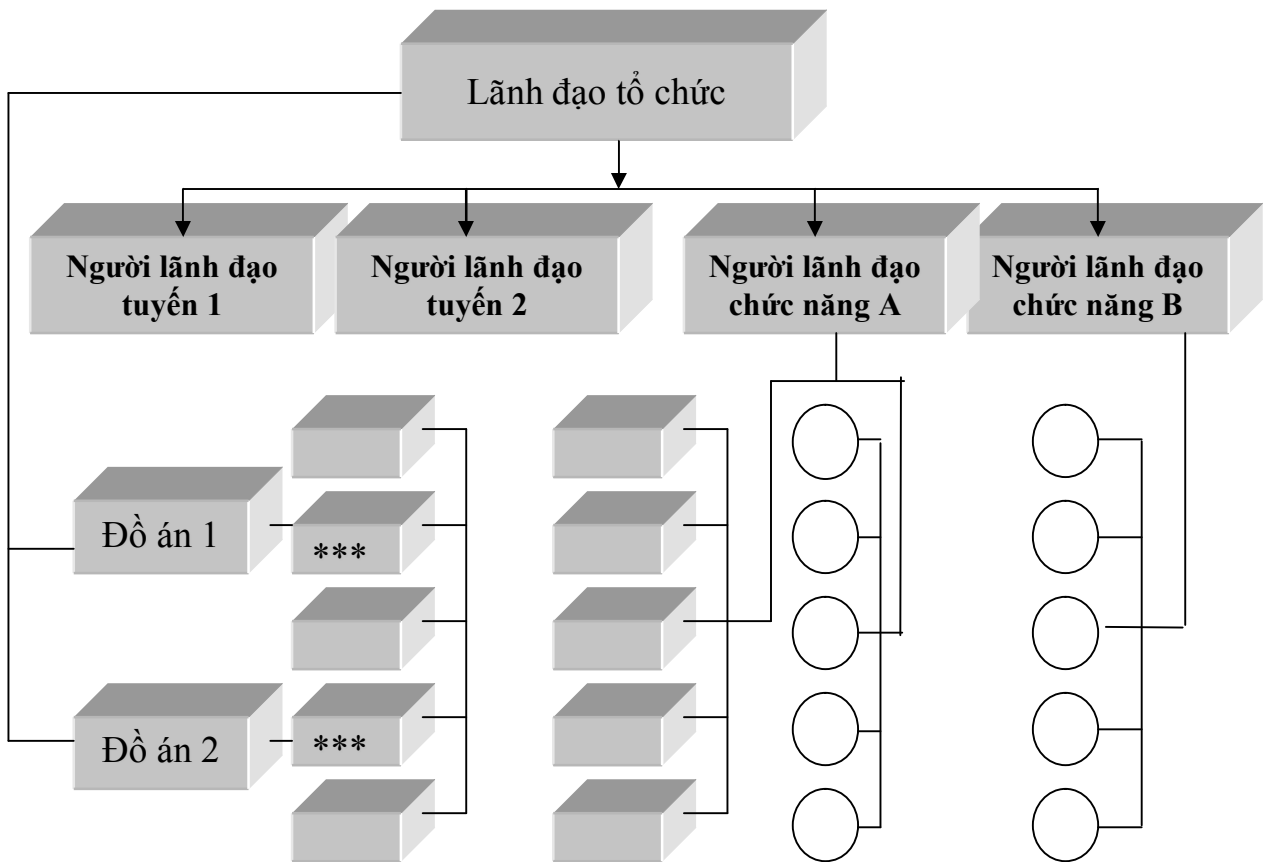 Lãnh đạo tổ chức
Người lãnh đạo
tuyến 1
Người lãnh đạo
tuyến 2
Người lãnh đạo
chức năng A
Người lãnh đạo
chức năng B
Đồ án 1
***
Đồ án 2
***